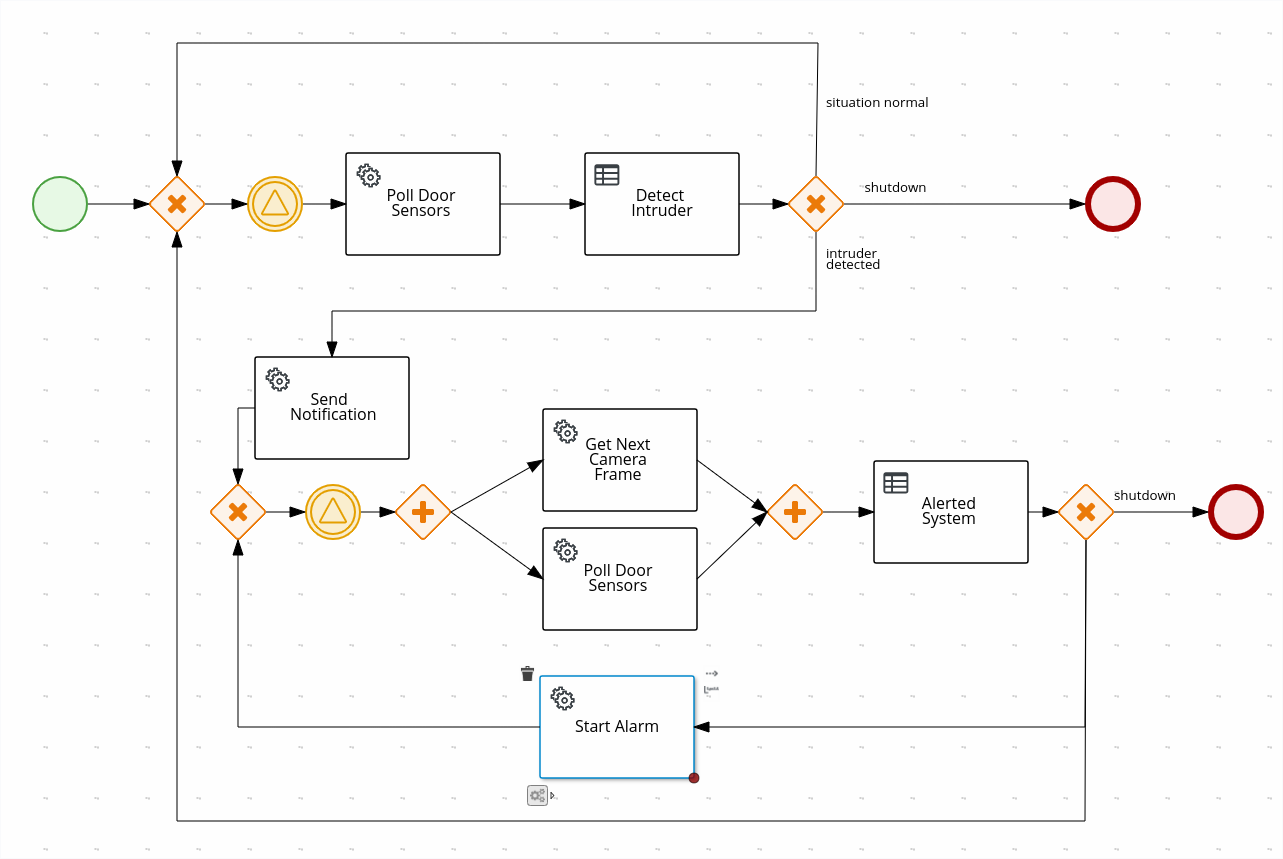 situation normal
shutdown
Poll Door
Sensors
Detect
Intruder
intruder
detected
Send
Notification
Get Next
Camera
Frame
shutdown
Alerted
System
Poll Door
Sensors
Start Alarm